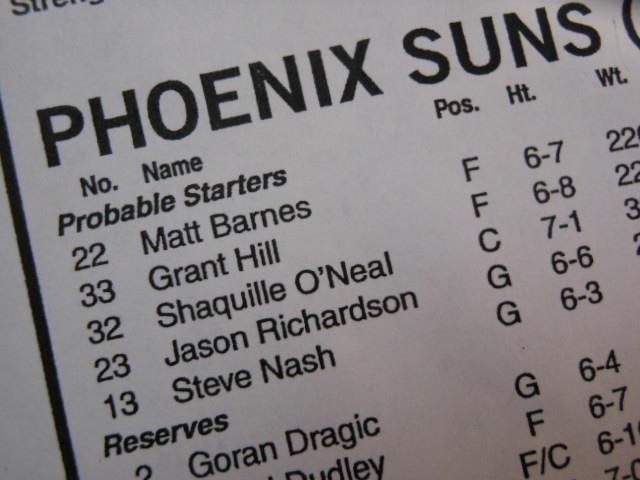 PHOENIX SUNS (
No. Name Pos. Ht. Wt.
Probable Starters
22 Matt Barnes F 6-7
33 Grant Hill F 6-8
32 Shaquille O'Neal C 7-1
23 Jason Richardson G 6-6
13 Steve Nash G 6-3
Reserves
2 Goran Dragic G 6-4
Dudley F 6-7
F/C